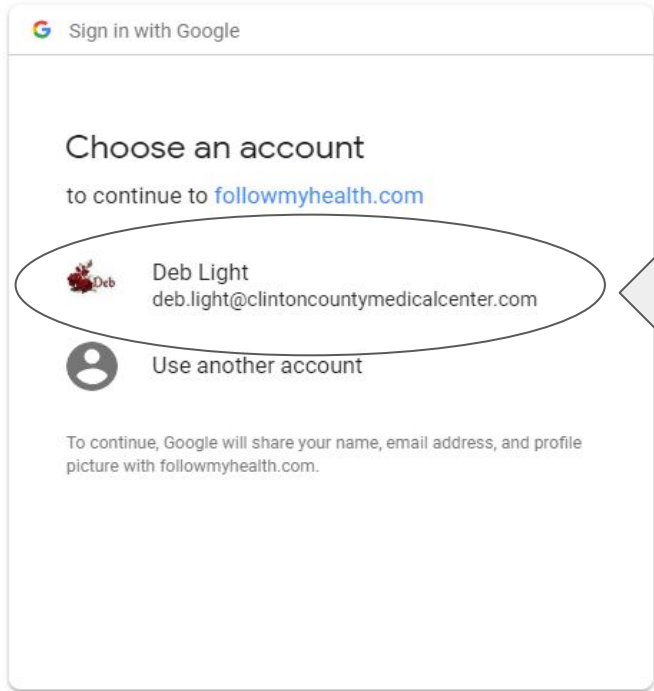 Sign in with Google
Choose an account
to continue to followmyhealth.com
Deb
Deb Light
deb.light@clintoncountymedicalcenter.com
Use another account
To continue, Google will share your name, email address, and profile
picture with followmyhealth.com.